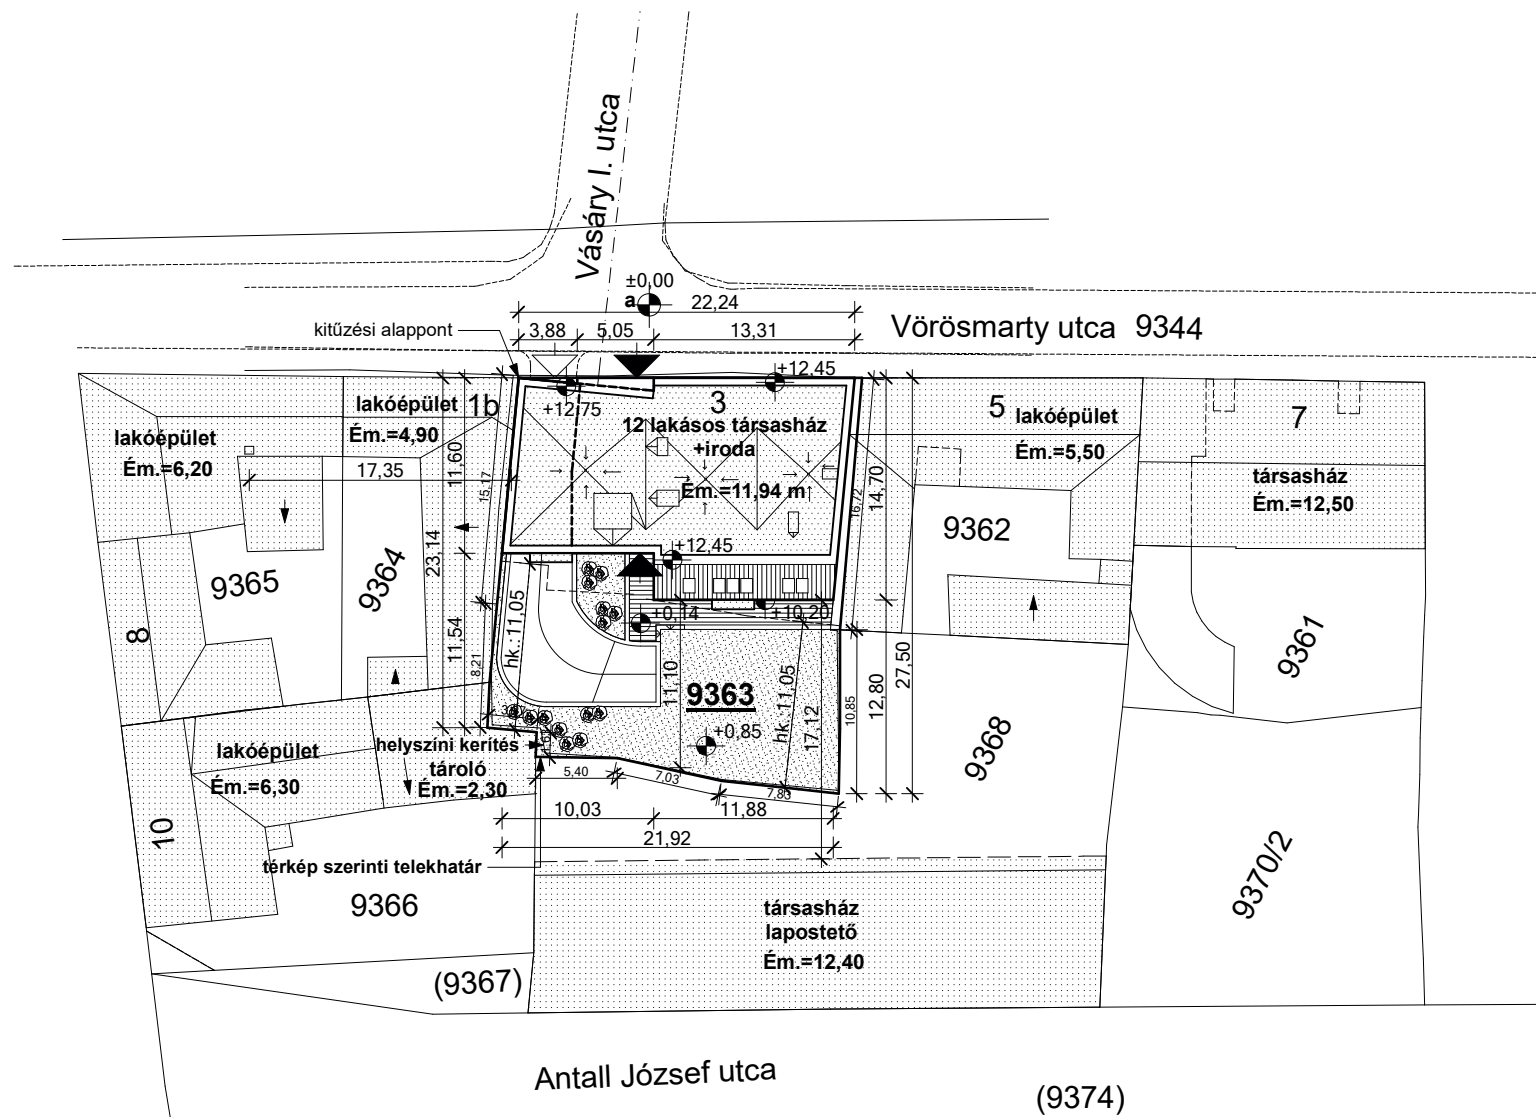 Vásáry I. utca
±0,00
a
22,24
kitűzési alappont
3,88
5,05
13,31
Vörösmarty utca 9344
+12,45
+12,75
lakóépület
Ém.=4,90
1b
3
12 lakásos társasház
+iroda
Ém.=11,94 m
5
lakóépület
Ém.=5,50
7
társasház
Ém.=12,50
lakóépület
Ém.=6,20
17,35
11,60
15,17
23,14
16,72
14,70
9362
9365
9364
+12,45
+0,14
+10,20
8
11,54
8,21
hk.:11,05
11,10
9363
hk.:11,05
17,12
10,85
12,80
27,50
9361
9368
+0,85
lakóépület
Ém.=6,30
helyszíni kerítés
tároló
Ém.=2,30
5,40
7,03
7,83
10,03
11,88
21,92
10
térkép szerinti telekhatár
9366
9370/2
társasház
lapostető
Ém.=12,40
(9367)
Antall József utca
(9374)